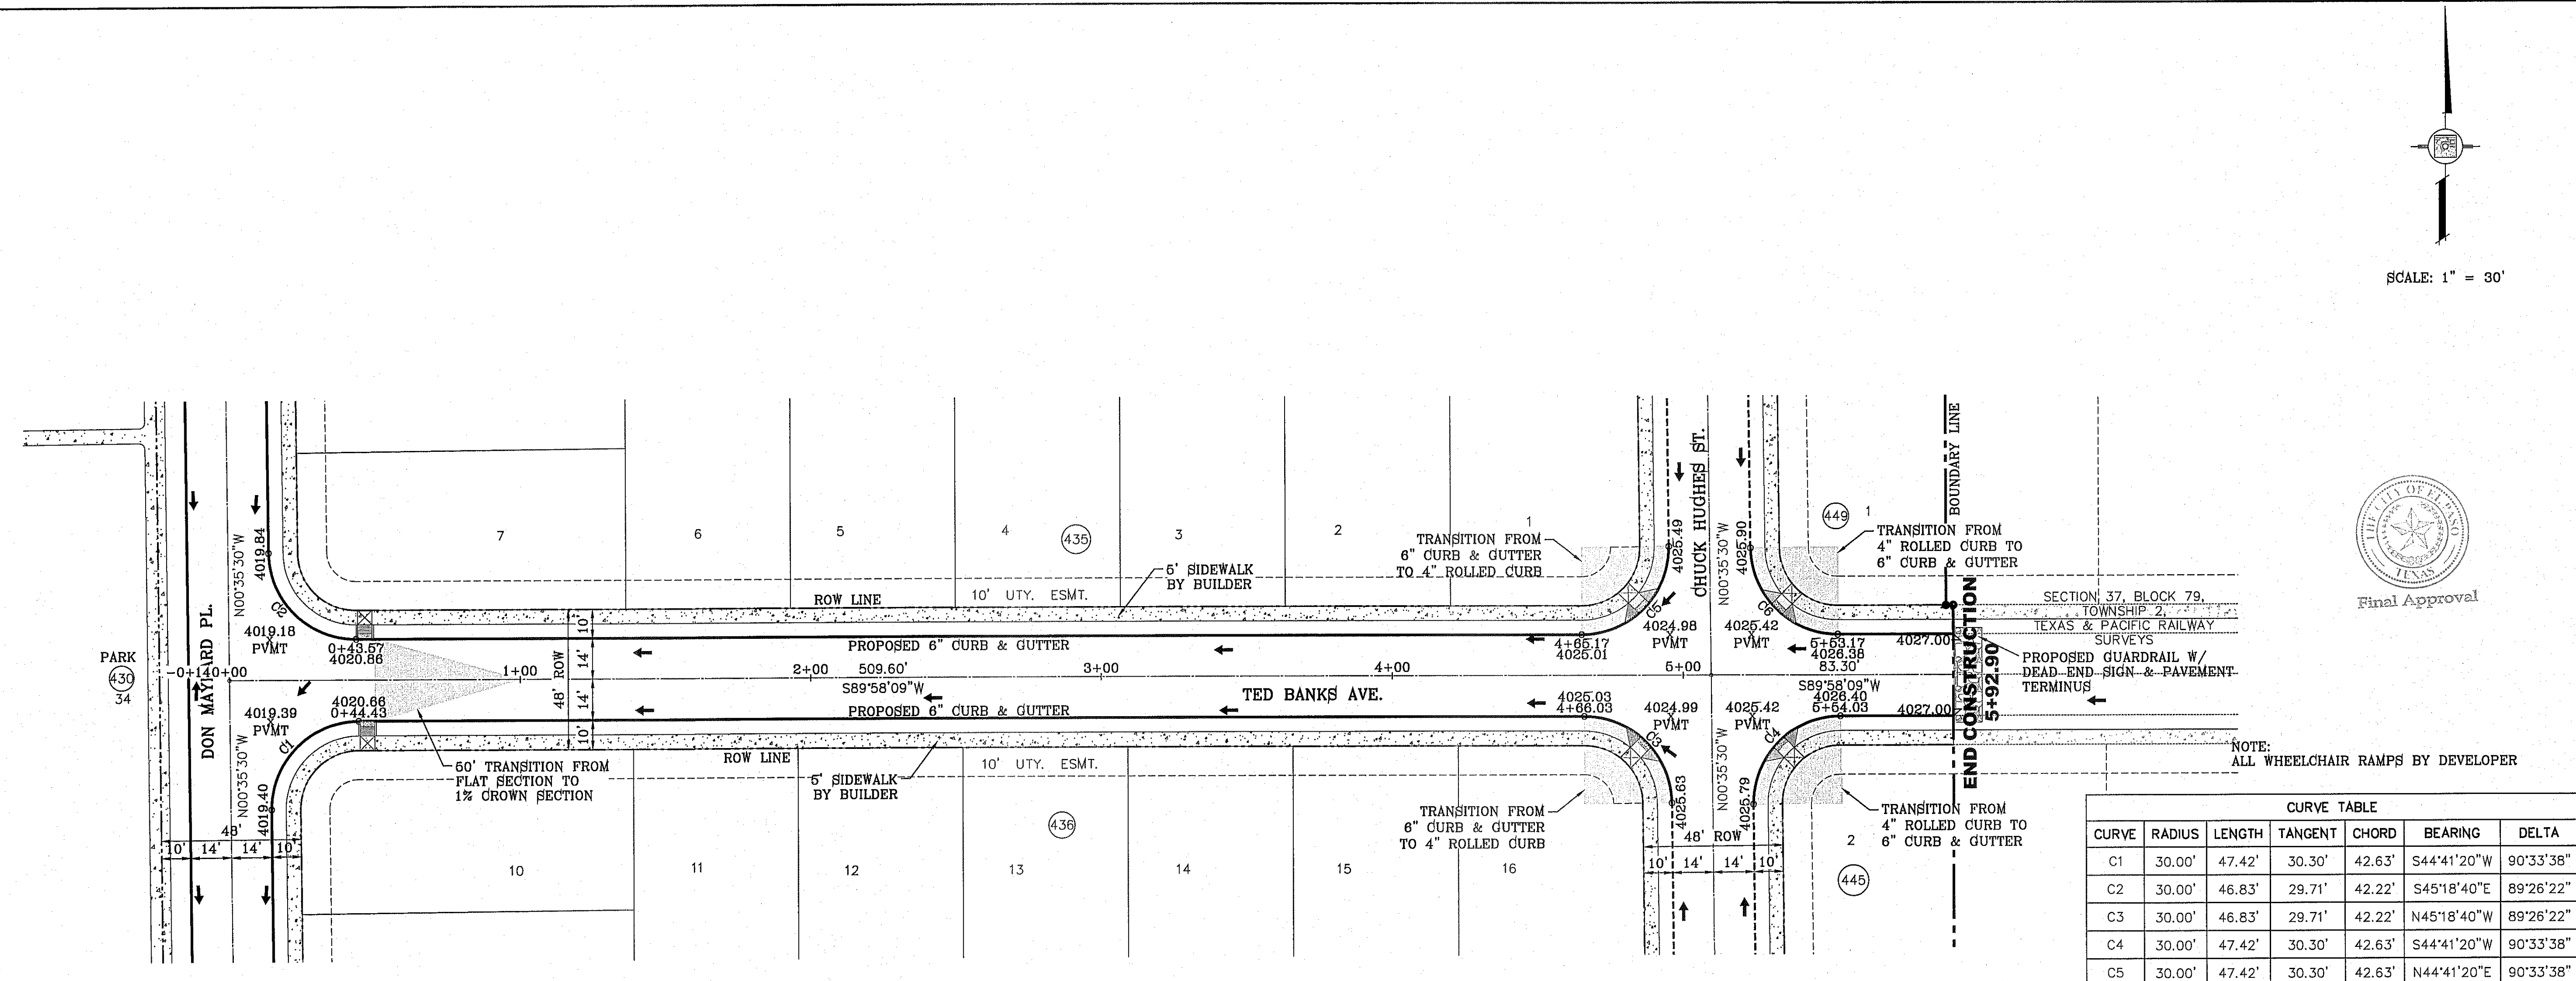 SCALE: 1" = 30'
THE CITY OF EL PASO
TEXAS
Final Approval
BOUNDARY LINE
CHUCK HUGHES ST.
N00°35'30"W
4025.49
4025.90
449
1
TRANSITION FROM
4" ROLLED CURB TO
6" CURB & GUTTER
TRANSITION FROM
6" CURB & GUTTER
TO 4" ROLLED CURB
7
6
5
4
435
3
2
1
5' SIDEWALK
BY BUILDER
ROW LINE
10' UTY. ESMT.
N00°35'30"W
4019.84
C2
C5
C6
DON MAYNARD PL.
4019.18
PVMT
0+43.57
4020.86
PROPOSED 6" CURB & GUTTER
10'
14'
14'
10'
48' ROW
4+65.17
4025.01
4024.98
PVMT
4025.42
PVMT
5+53.17
4026.38
83.30'
4027.00
SECTION 37, BLOCK 79,
TOWNSHIP 2,
TEXAS & PACIFIC RAILWAY
SURVEYS
PROPOSED GUARDRAIL W/
DEAD END SIGN & PAVEMENT
TERMINUS
END CONSTRUCTION
5+92.90
PARK
430
34
-0+14
0+00
1+00
2+00
509.60'
3+00
4+00
5+00
S89°58'09"W
TED BANKS AVE.
S89°58'09"W
4020.66
0+44.43
4019.39
PVMT
PROPOSED 6" CURB & GUTTER
4025.03
4+66.03
4024.99
PVMT
4025.42
PVMT
4026.40
5+54.03
4027.00
C1
C3
C4
N00°35'30"W
4019.40
50' TRANSITION FROM
FLAT SECTION TO
1% CROWN SECTION
ROW LINE
5' SIDEWALK
BY BUILDER
10' UTY. ESMT.
N00°35'30"W
4025.63
4025.79
TRANSITION FROM
6" CURB & GUTTER
TO 4" ROLLED CURB
TRANSITION FROM
4" ROLLED CURB TO
6" CURB & GUTTER
2
445
48'
10' 14' 14' 10'
48' ROW
10' 14' 14' 10'
436
10
11
12
13
14
15
16
NOTE:
ALL WHEELCHAIR RAMPS BY DEVELOPER
CURVE TABLE
CURVE RADIUS LENGTH TANGENT CHORD BEARING DELTA
C1 30.00' 47.42' 30.30' 42.63' S44°41'20"W 90°33'38"
C2 30.00' 46.83' 29.71' 42.22' S45°18'40"E 89°26'22"
C3 30.00' 46.83' 29.71' 42.22' N45°18'40"W 89°26'22"
C4 30.00' 47.42' 30.30' 42.63' S44°41'20"W 90°33'38"
C5 30.00' 47.42' 30.30' 42.63' N44°41'20"E 90°33'38"